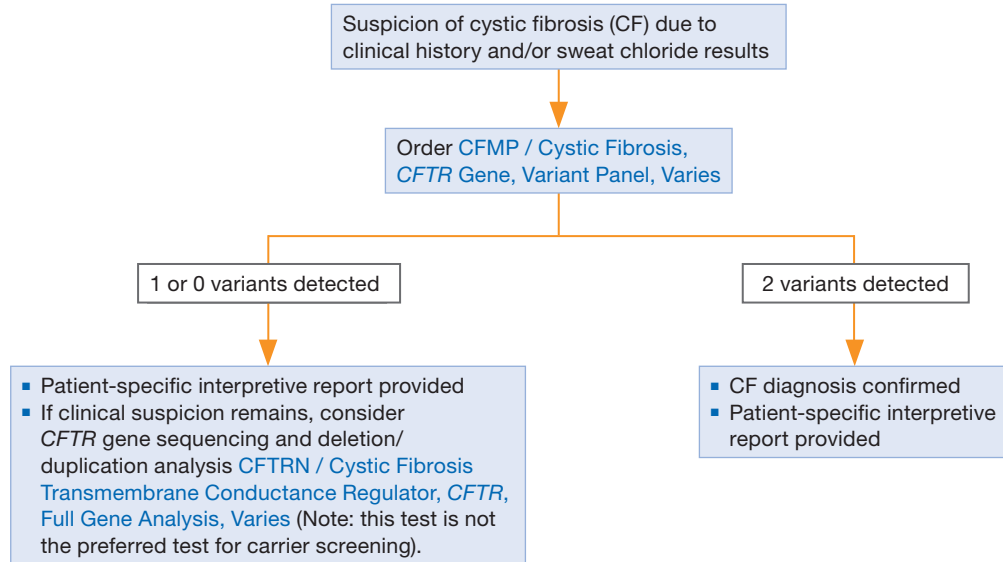 Suspicion of cystic fibrosis (CF) due to
clinical history and/or sweat chloride results
Order CFMP / Cystic Fibrosis,
CFTR Gene, Variant Panel, Varies
1 or 0 variants detected
2 variants detected
▪ Patient-specific interpretive report provided
▪ If clinical suspicion remains, consider
CFTR gene sequencing and deletion/
duplication analysis CFTRN / Cystic Fibrosis
Transmembrane Conductance Regulator, CFTR,
Full Gene Analysis, Varies (Note: this test is not
the preferred test for carrier screening).
▪ CF diagnosis confirmed
▪ Patient-specific interpretive
report provided